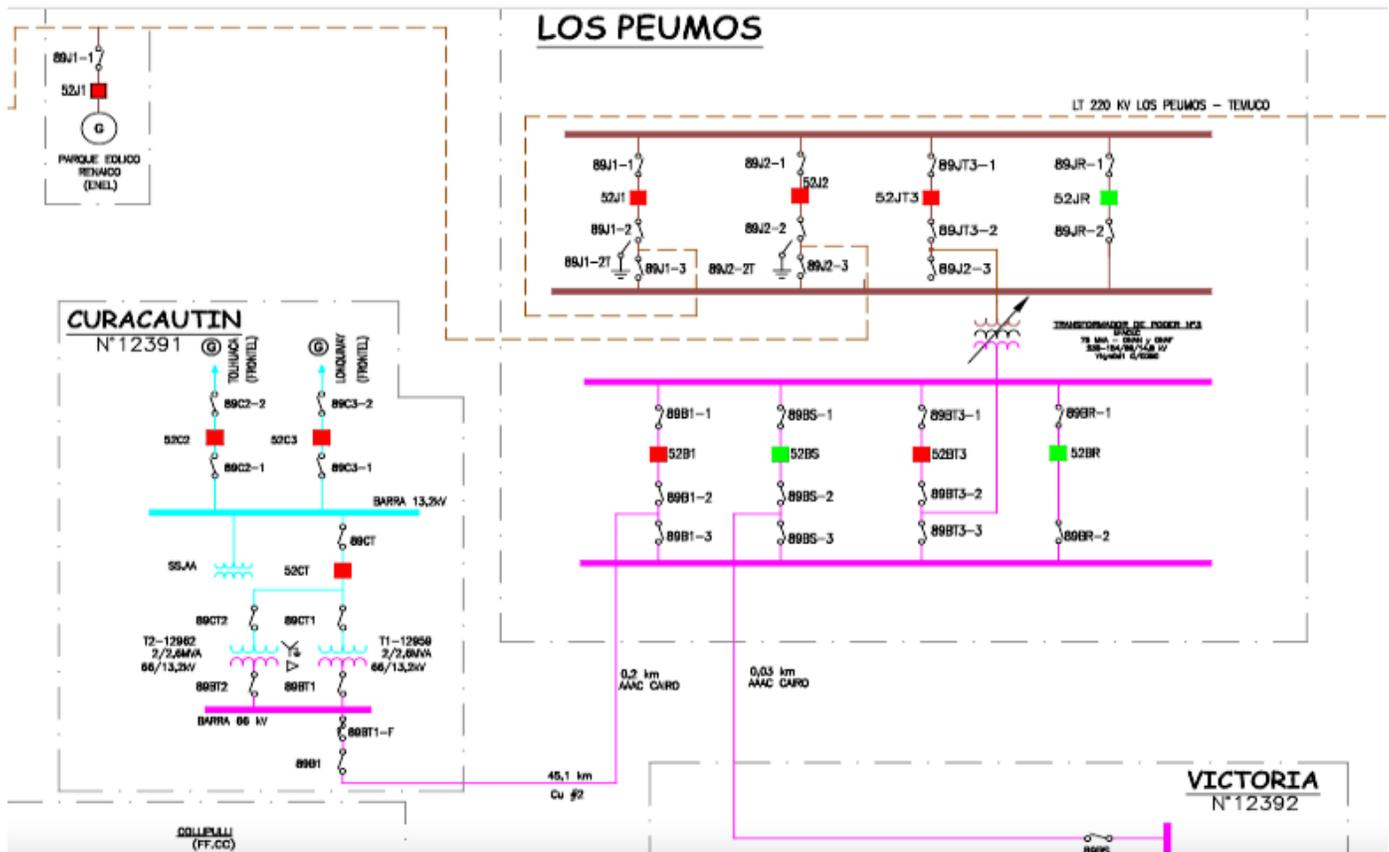 LOS PEUMOS
89J1-1
52J1
G
PARQUE EOLICO
RENAICO
(ENEL)
LT 220 KV LOS PEUMOS - TEMUCO
89J1-1
89J2-1
89JT3-1
89JR-1
52J1
52J2
52JT3
52JR
89J1-2
89J2-2
89JT3-2
89JR-2
89J1-2T
89J1-3
89J2-2T
89J2-3
89J2-3
TRANSFORMADOR DE PODER Nº3
CURACAUTIN
N°12391
G
TOLHUACA
(FRONTEL)
G
LONQUIMAY
(FRONTEL)
89C2-2
89C3-2
52C2
52C3
89C2-1
89C3-1
BARRA 13,2kV
89CT
SS.AA
52CT
89CT2
89CT1
T2-12962
2/2,6MVA
66/13,2kV
T1-12959
2/2,6MVA
66/13,2kV
89BT2
89BT1
BARRA 66 kV
89BT1-F
89B1
89B1-1
89BS-1
89BT3-1
89BR-1
52B1
52BS
52BT3
52BR
89B1-2
89BS-2
89BT3-2
89B1-3
89BS-3
89BT3-3
89BR-2
0,2 km
AAAC CAIRO
0,03 km
AAAC CAIRO
45,1 km
Cu #2
VICTORIA
N°12392
89BS
COLLIPULLI
(FF.CC)